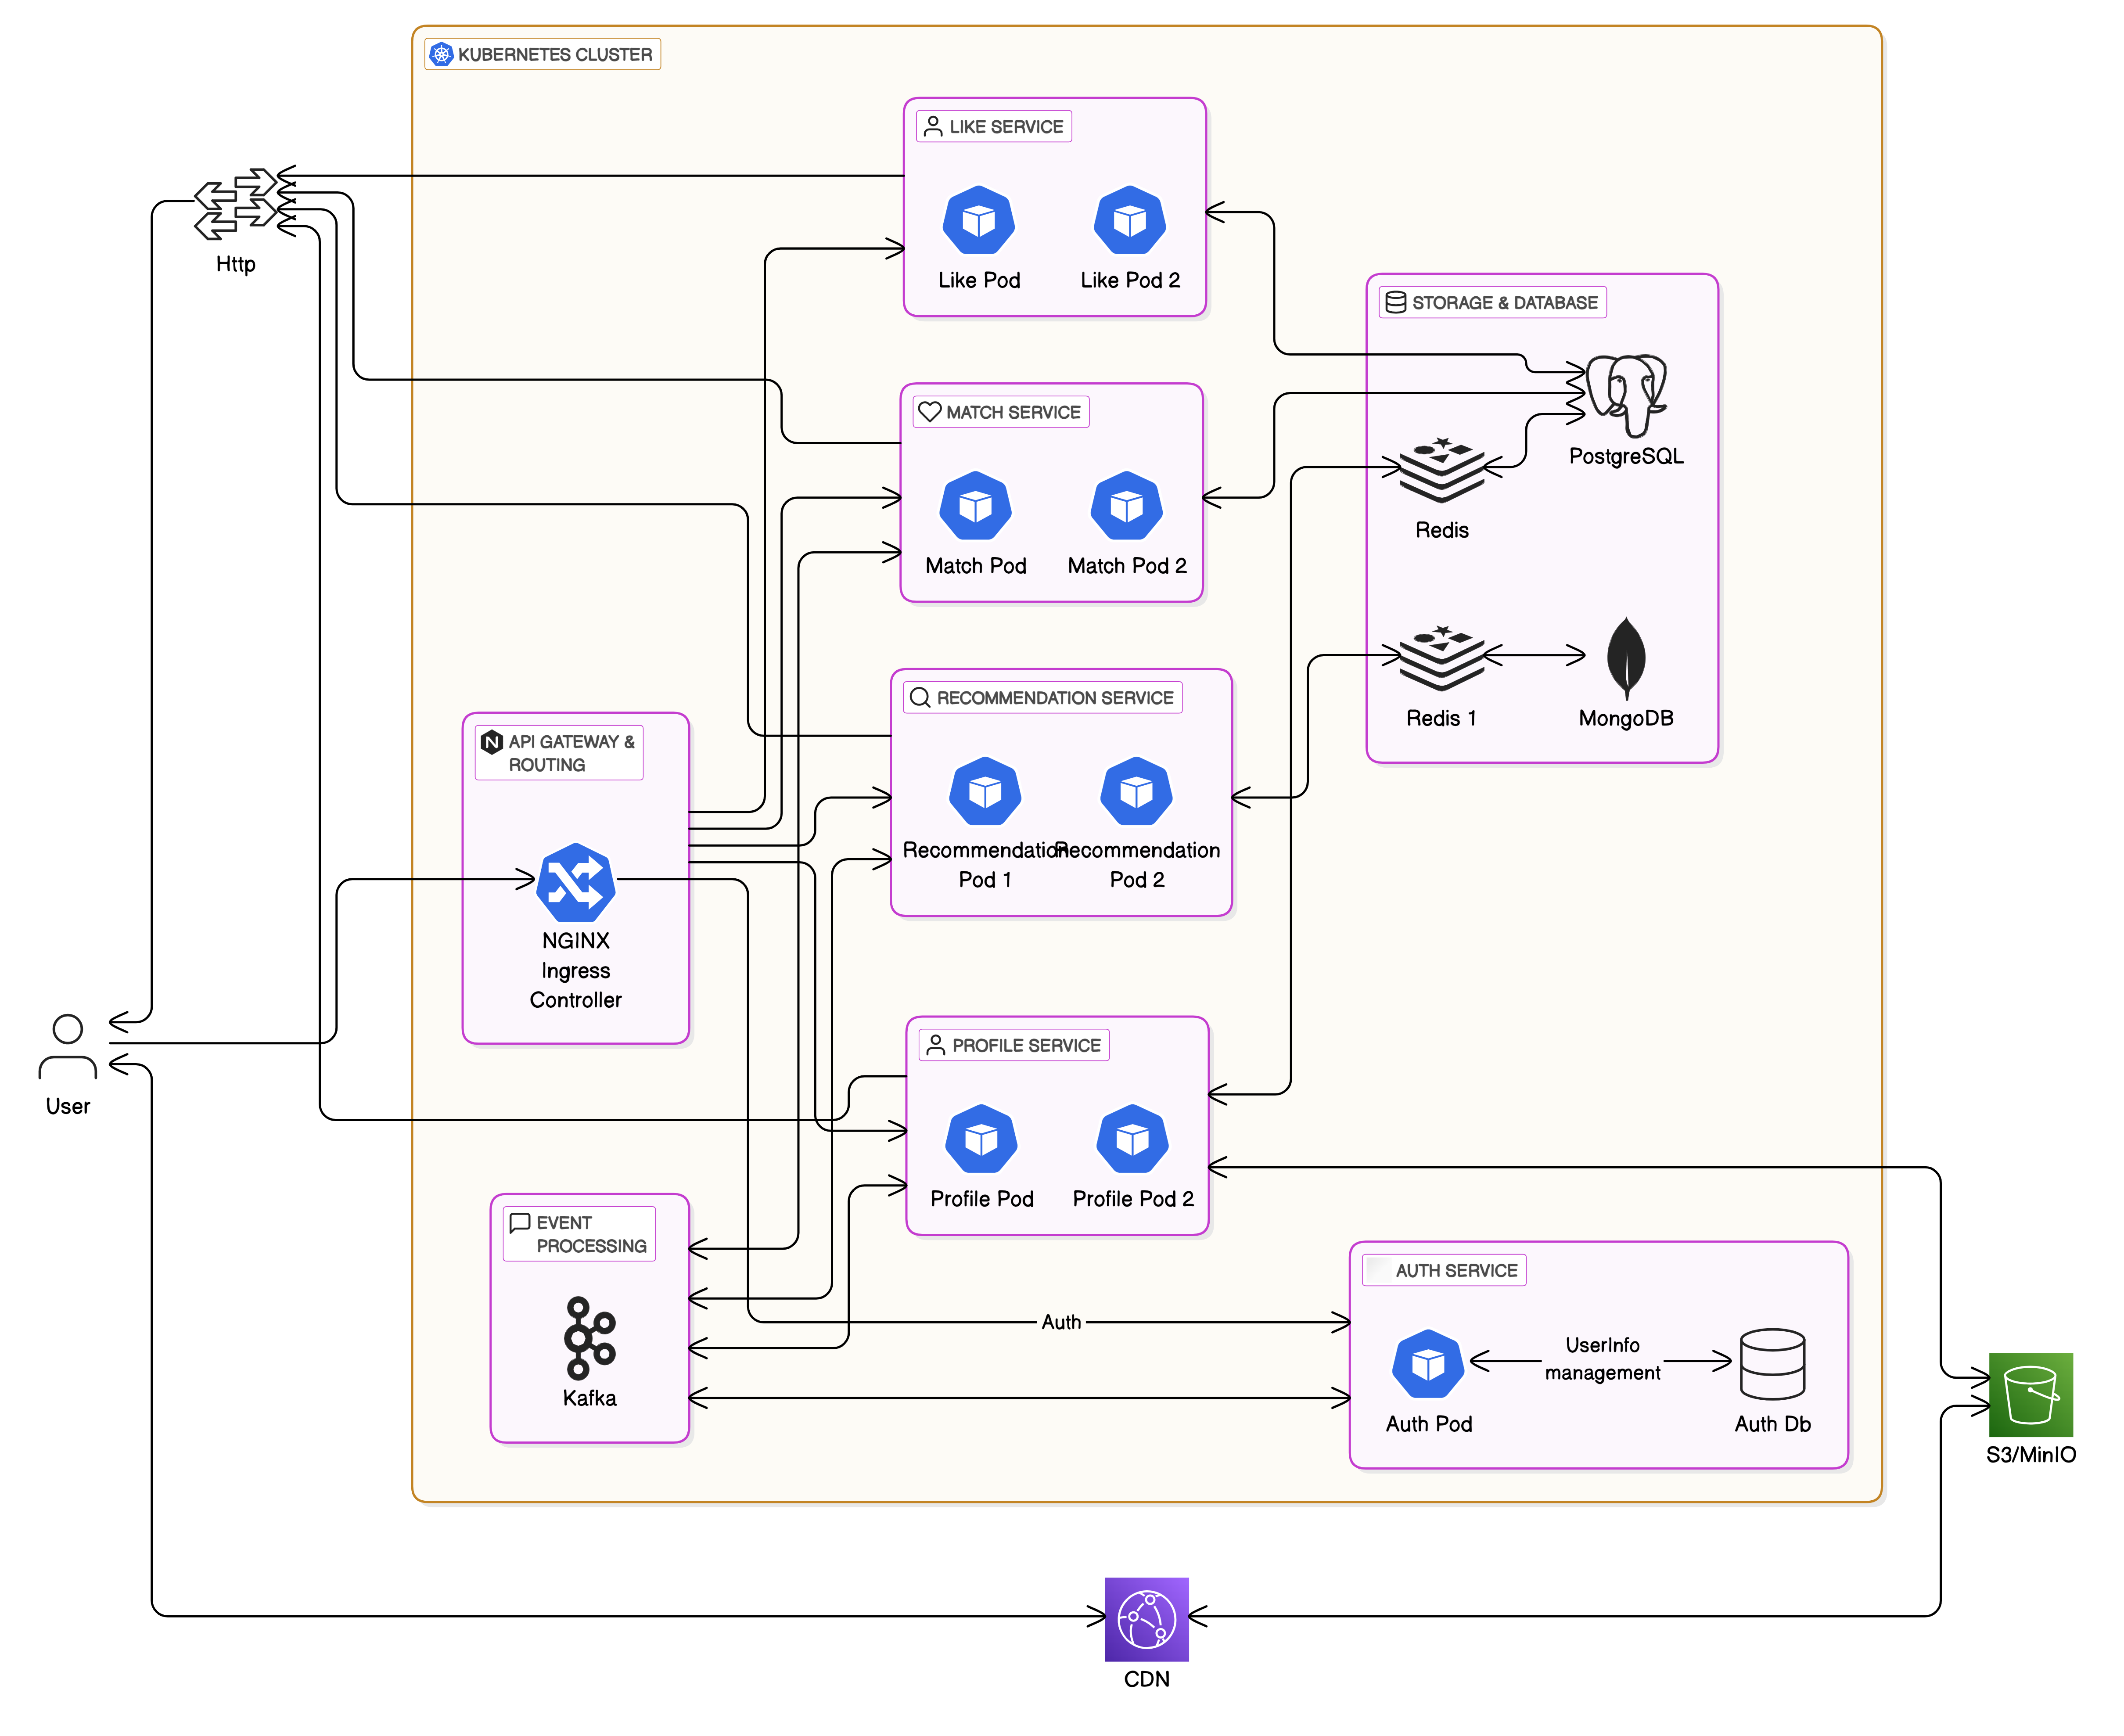 KUBERNETES CLUSTER
LIKE SERVICE
Like Pod
Like Pod 2
Http
STORAGE & DATABASE
PostgreSQL
Redis
Redis 1
MongoDB
MATCH SERVICE
Match Pod
Match Pod 2
RECOMMENDATION SERVICE
Recommendation
Pod 1
Recommendation
Pod 2
API GATEWAY &
ROUTING
NGINX
Ingress
Controller
User
PROFILE SERVICE
Profile Pod
Profile Pod 2
EVENT
PROCESSING
Kafka
Auth
AUTH SERVICE
UserInfo
management
Auth Pod
Auth Db
S3/MinIO
CDN